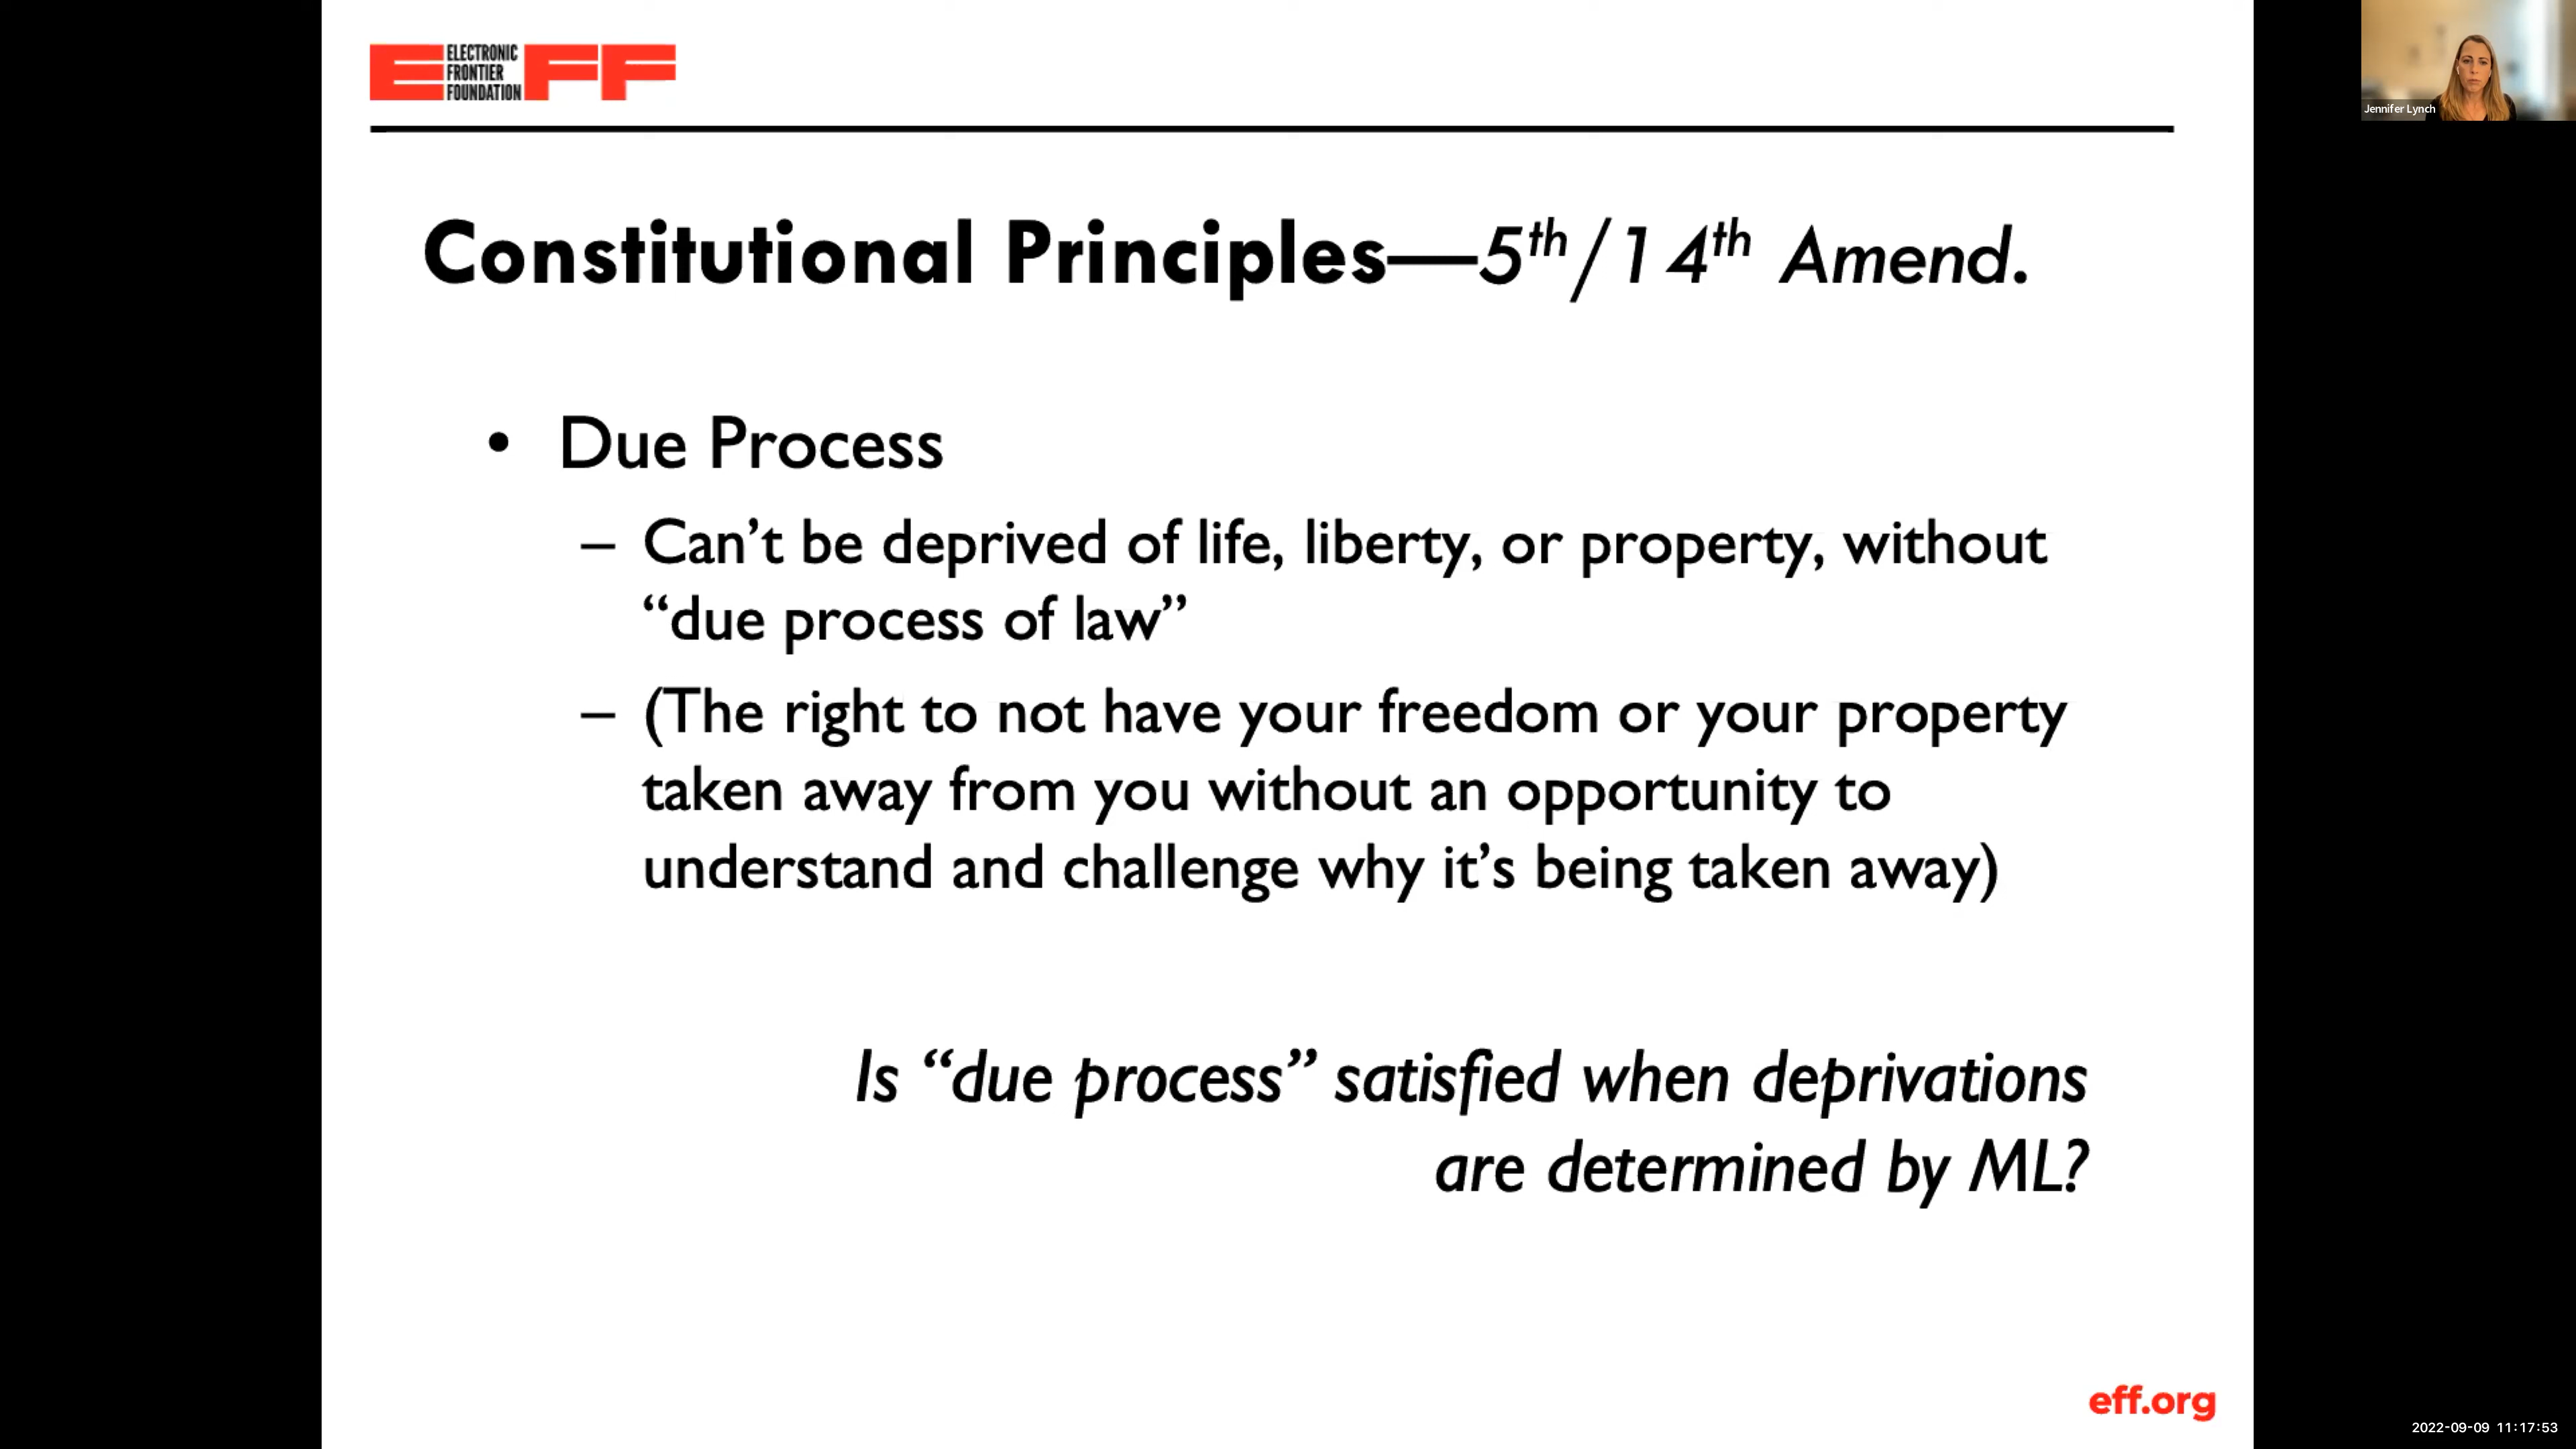 ELECTRONIC
FRONTIER
FOUNDATION
EFF
Jennifer Lynch
Constitutional Principles—5th/14th Amend.
• Due Process
– Can’t be deprived of life, liberty, or property, without
“due process of law”
– (The right to not have your freedom or your property
taken away from you without an opportunity to
understand and challenge why it’s being taken away)
Is “due process” satisfied when deprivations
are determined by ML?
eff.org
2022-09-09 11:17:53